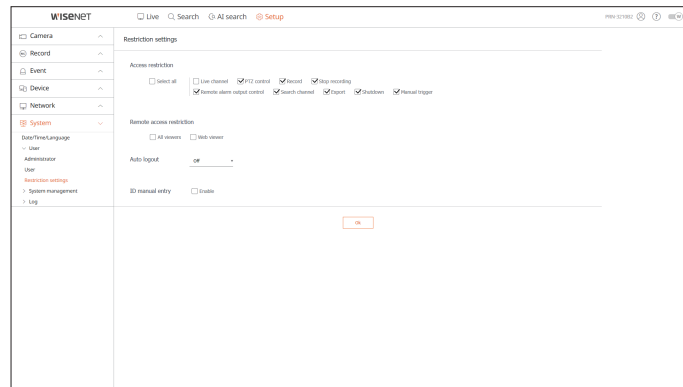 WISENET
Live Search AI search Setup
PRN-3210B2
Camera
Record
Event
Device
Network
System
Date/Time/Language
User
Administrator
User
Restriction settings
System management
Log
Restriction settings
Access restriction
Select all Live channel PTZ control Record Stop recording
Remote alarm output control Search channel Export Shutdown Manual trigger
Remote access restriction
All viewers Web viewer
Auto logout Off
ID manual entry Enable
OK